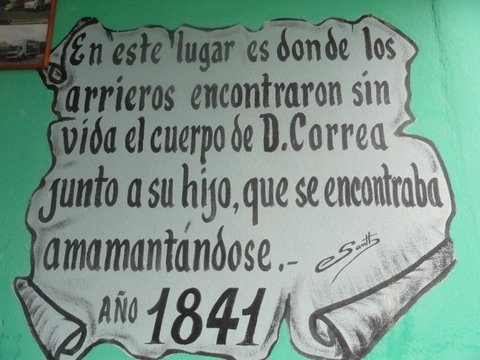 En este lugar es donde los
arrieros encontraron sin
vida el cuerpo de D.Correa
junto a su hijo, que se encontraba
amamantándose.-
AÑO 1841